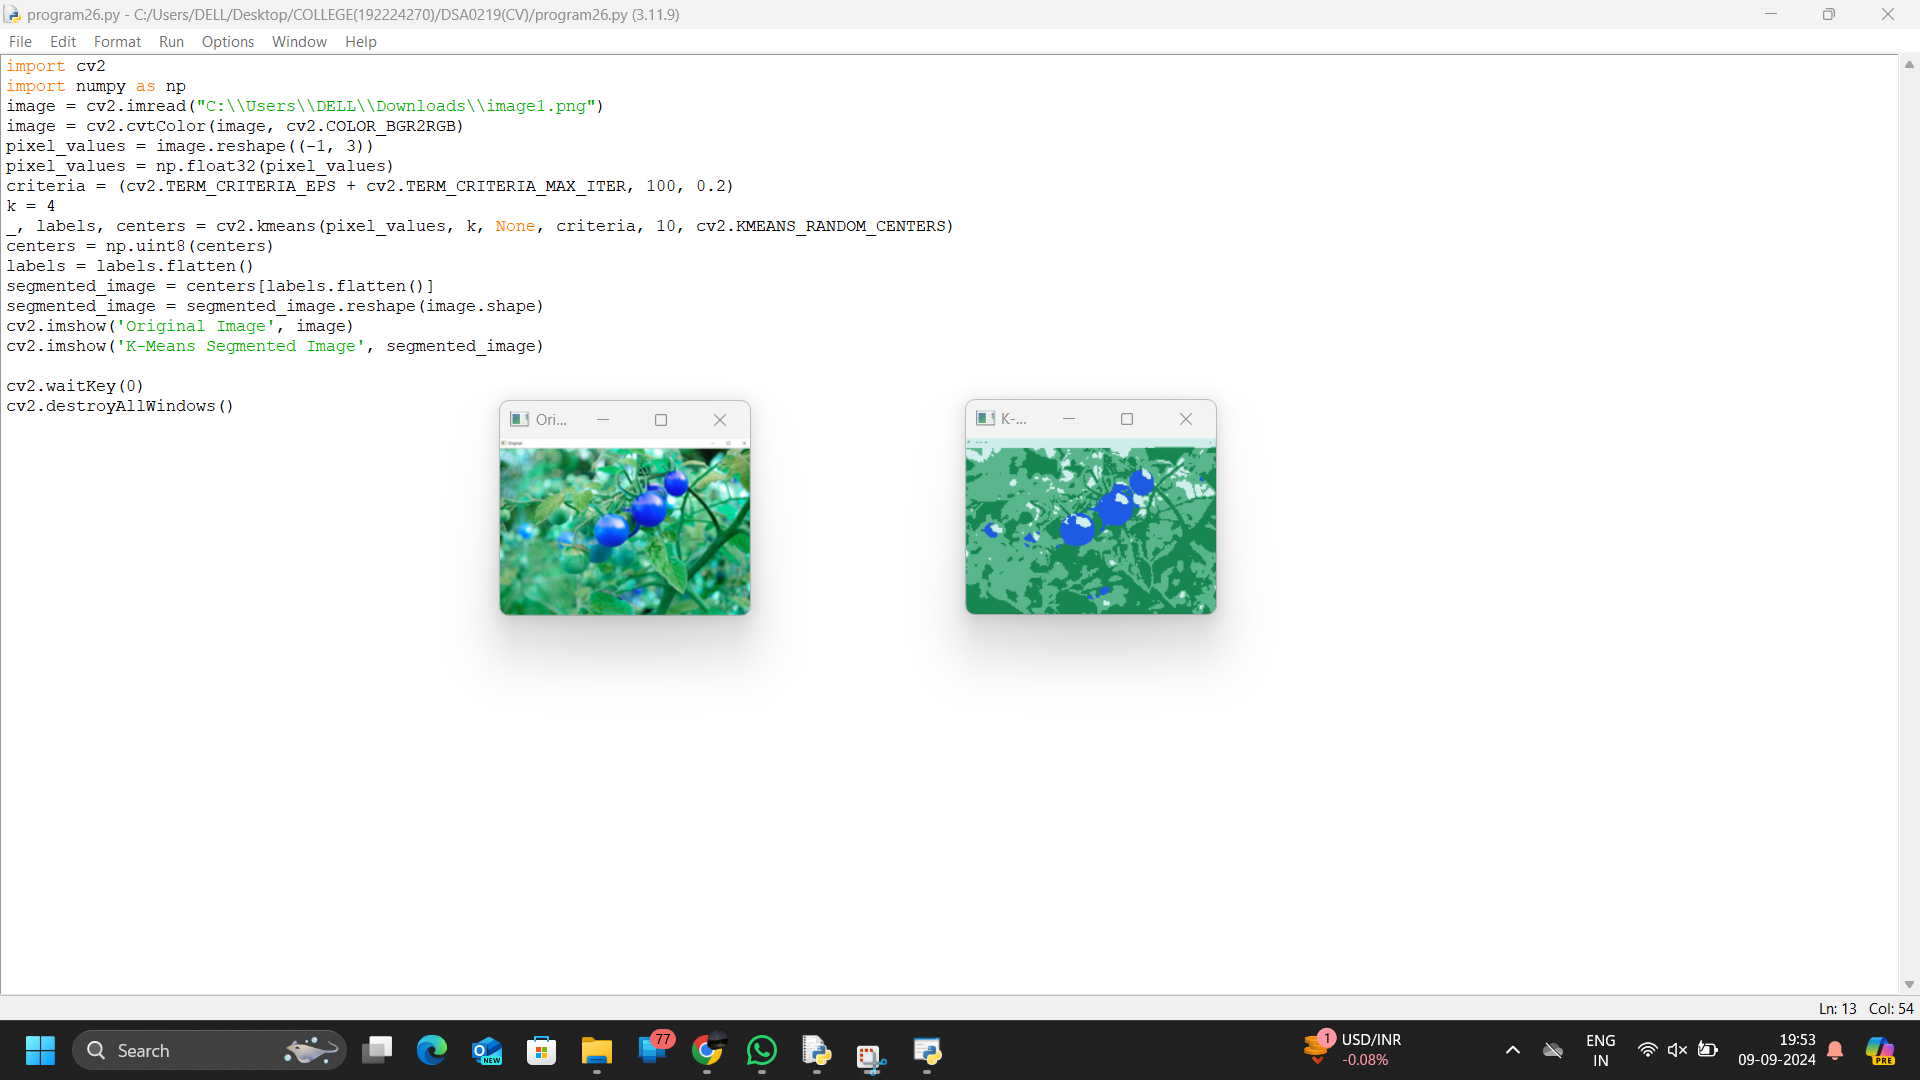 program26.py - C:/Users/DELL/Desktop/COLLEGE(192224270)/DSA0219(CV)/program26.py (3.11.9)
File Edit Format Run Options Window Help
import cv2
import numpy as np
image = cv2.imread("C:\\Users\\DELL\\Downloads\\image1.png")
image = cv2.cvtColor(image, cv2.COLOR_BGR2RGB)
pixel_values = image.reshape((-1, 3))
pixel_values = np.float32(pixel_values)
criteria = (cv2.TERM_CRITERIA_EPS + cv2.TERM_CRITERIA_MAX_ITER, 100, 0.2)
k = 4
_, labels, centers = cv2.kmeans(pixel_values, k, None, criteria, 10, cv2.KMEANS_RANDOM_CENTERS)
centers = np.uint8(centers)
labels = labels.flatten()
segmented_image = centers[labels.flatten()]
segmented_image = segmented_image.reshape(image.shape)
cv2.imshow('Original Image', image)
cv2.imshow('K-Means Segmented Image', segmented_image)
cv2.waitKey(0)
cv2.destroyAllWindows()
Ori...
K-...
Ln: 13 Col: 54
Search
NEW
77
1
USD/INR
-0.08%
ENG
IN
19:53
09-09-2024
PRE